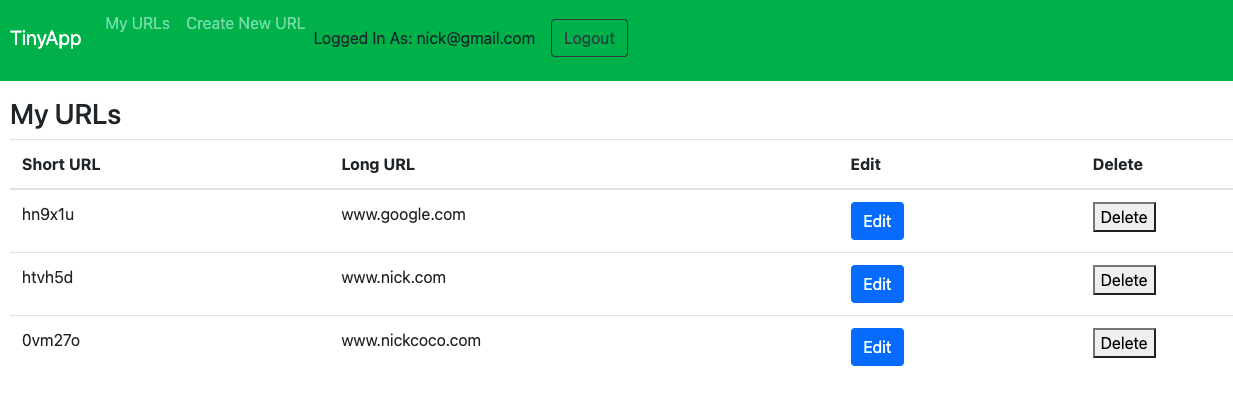 TinyApp My URLs Create New URL Logged In As: nick@gmail.com Logout
My URLs
Short URL Long URL Edit Delete
hn9x1u www.google.com Edit Delete
htvh5d www.nick.com Edit Delete
0vm27o www.nickcoco.com Edit Delete